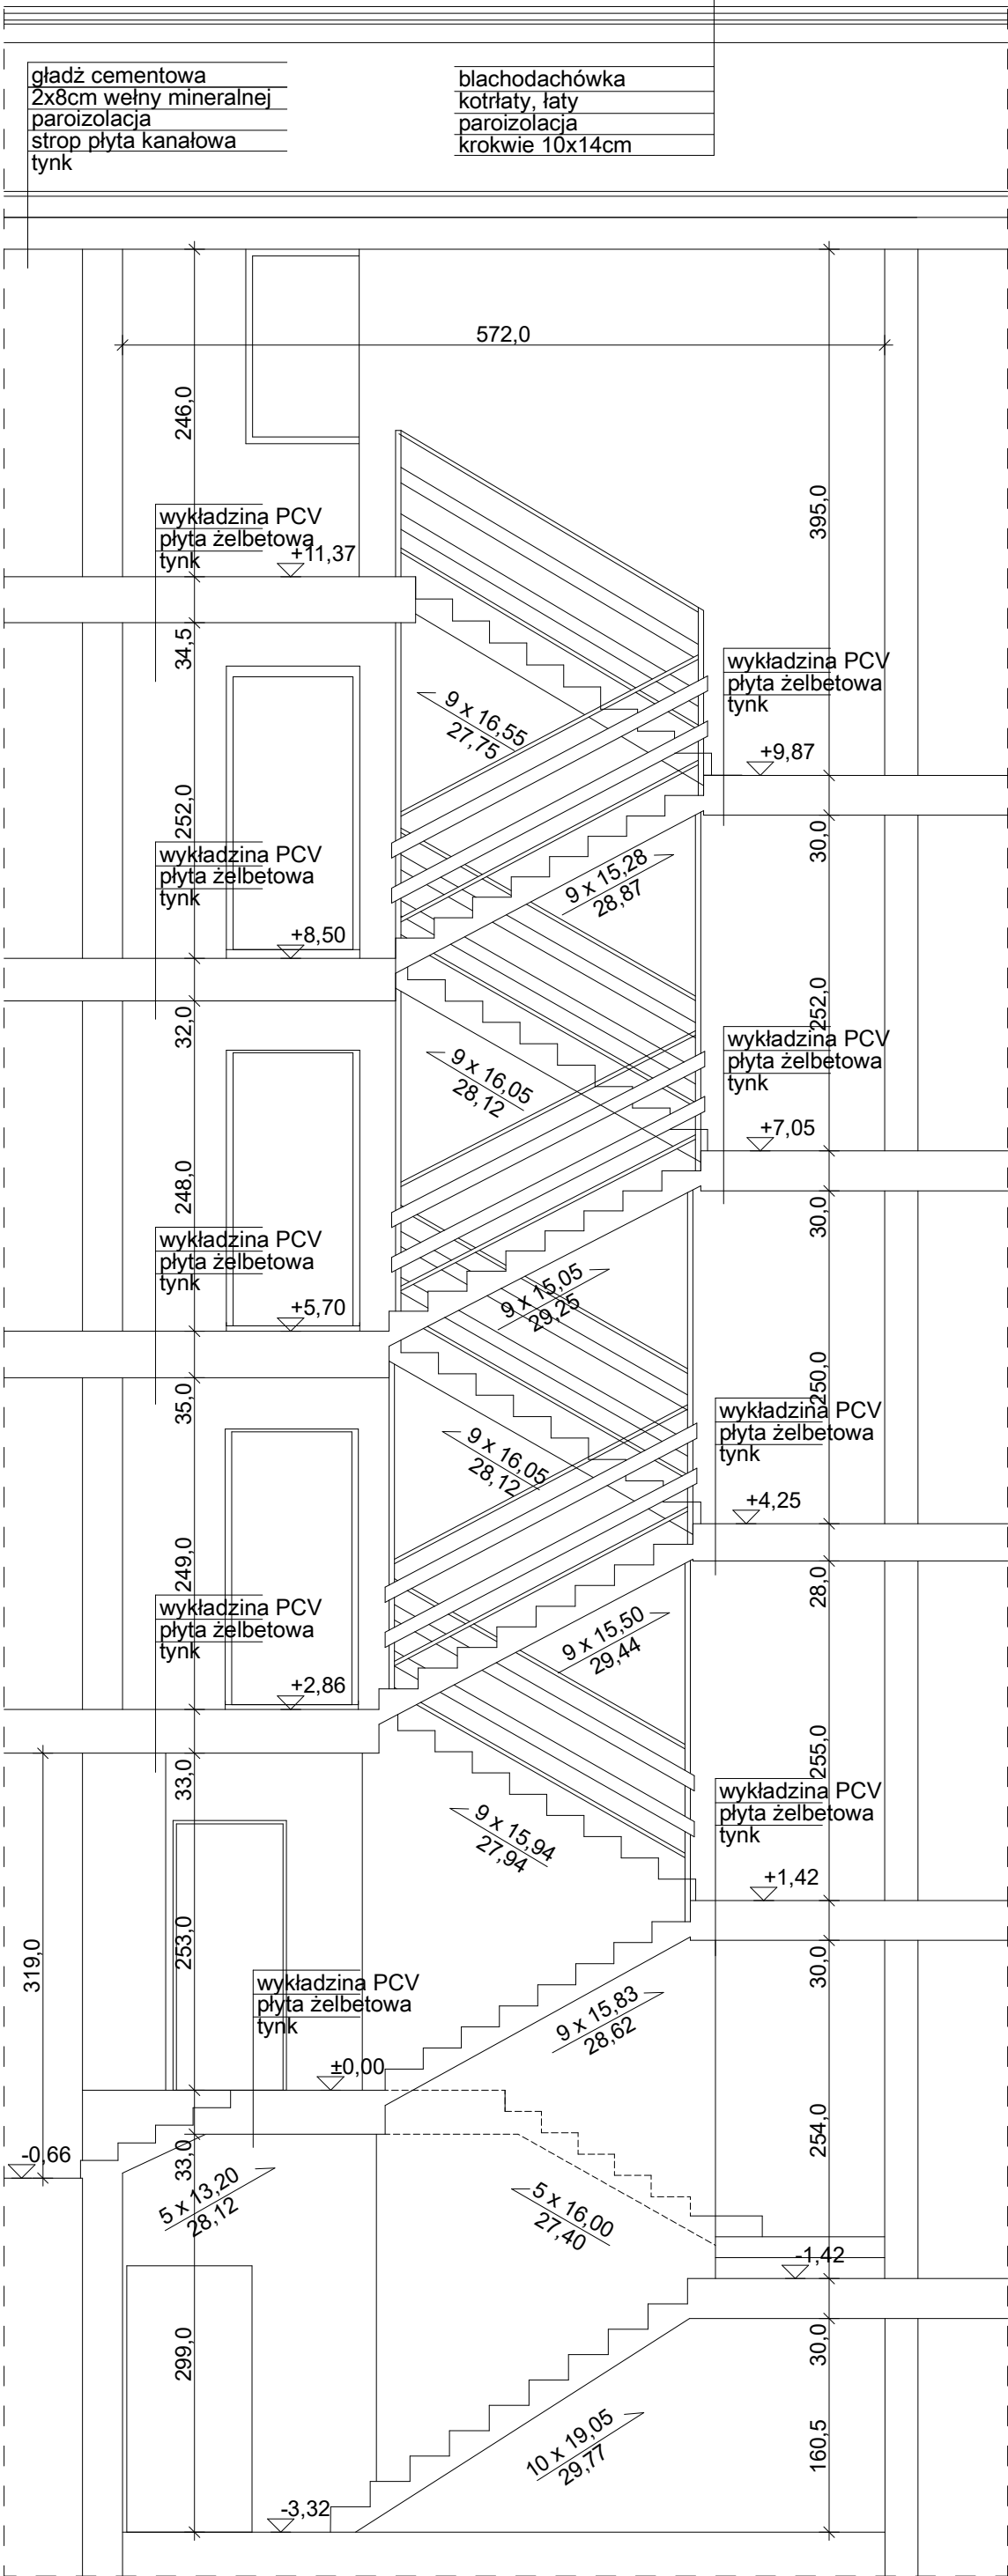 gładź cementowa
2x8cm wełny mineralnej
paroizolacja
strop płyta kanałowa
tynk
blachodachówka
kotrłaty, łaty
paroizolacja
krokwie 10x14cm
572,0
246,0
395,0
wykładzina PCV
płyta żelbetowa
tynk
+11,37
34,5
wykładzina PCV
płyta żelbetowa
tynk
9 x 16,55
27,75
+9,87
252,0
30,0
wykładzina PCV
płyta żelbetowa
tynk
9 x 15,28
28,87
+8,50
32,0
252,0
wykładzina PCV
płyta żelbetowa
tynk
9 x 16,05
28,12
+7,05
248,0
30,0
wykładzina PCV
płyta żelbetowa
tynk
9 x 15,05
29,25
+5,70
35,0
250,0
wykładzina PCV
płyta żelbetowa
tynk
9 x 16,05
28,12
+4,25
249,0
28,0
wykładzina PCV
płyta żelbetowa
tynk
9 x 15,50
29,44
+2,86
33,0
255,0
wykładzina PCV
płyta żelbetowa
tynk
9 x 15,94
27,94
+1,42
319,0
253,0
30,0
wykładzina PCV
płyta żelbetowa
tynk
9 x 15,83
28,62
±0,00
-0,66
33,0
254,0
5 x 13,20
28,12
5 x 16,00
27,40
-1,42
299,0
30,0
10 x 19,05
29,77
160,5
-3,32